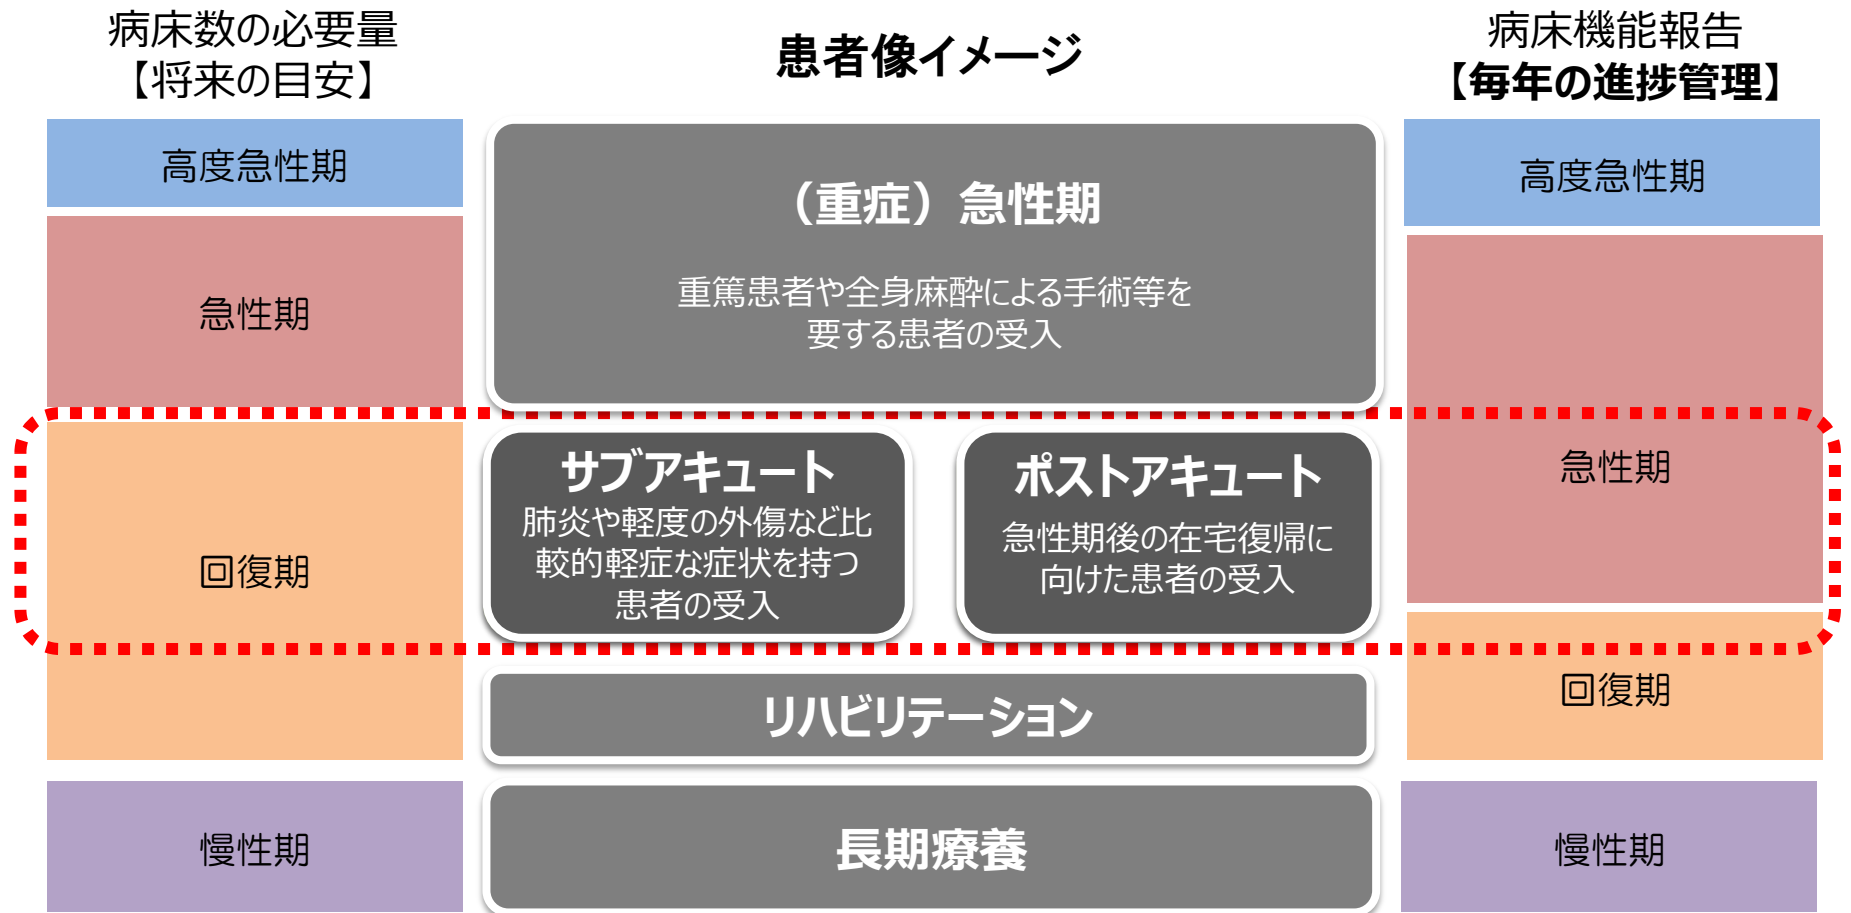 病床数の必要量
【将来の目安】
患者像イメージ
病床機能報告
【毎年の進捗管理】
高度急性期
急性期
回復期
慢性期
（重症）急性期
重篤患者や全身麻酔による手術等を
要する患者の受入
サブアキュート
肺炎や軽度の外傷など比
較的軽症な症状を持つ
患者の受入
ポストアキュート
急性期後の在宅復帰に
向けた患者の受入
リハビリテーション
長期療養
高度急性期
急性期
回復期
慢性期